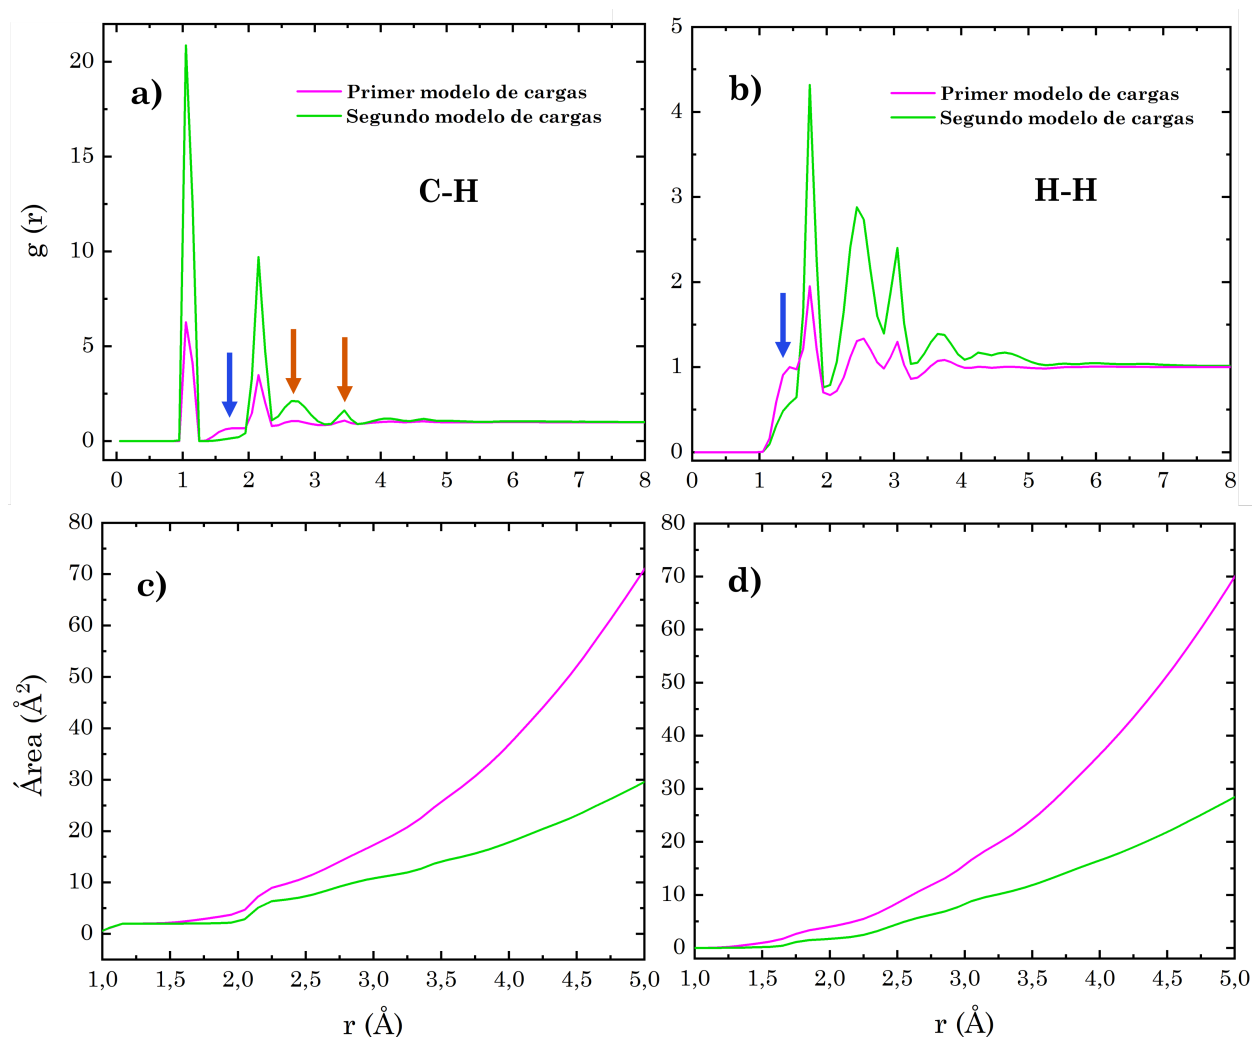 a)
Primer modelo de cargas
Segundo modelo de cargas
C-H
g (r)
20
15
10
5
0
0 1 2 3 4 5 6 7 8
b)
Primer modelo de cargas
Segundo modelo de cargas
H-H
5
4
3
2
1
0
0 1 2 3 4 5 6 7 8
c)
Área (Å²)
80
70
60
50
40
30
20
10
0
1,0 1,5 2,0 2,5 3,0 3,5 4,0 4,5 5,0
r (Å)
d)
80
70
60
50
40
30
20
10
0
1,0 1,5 2,0 2,5 3,0 3,5 4,0 4,5 5,0
r (Å)